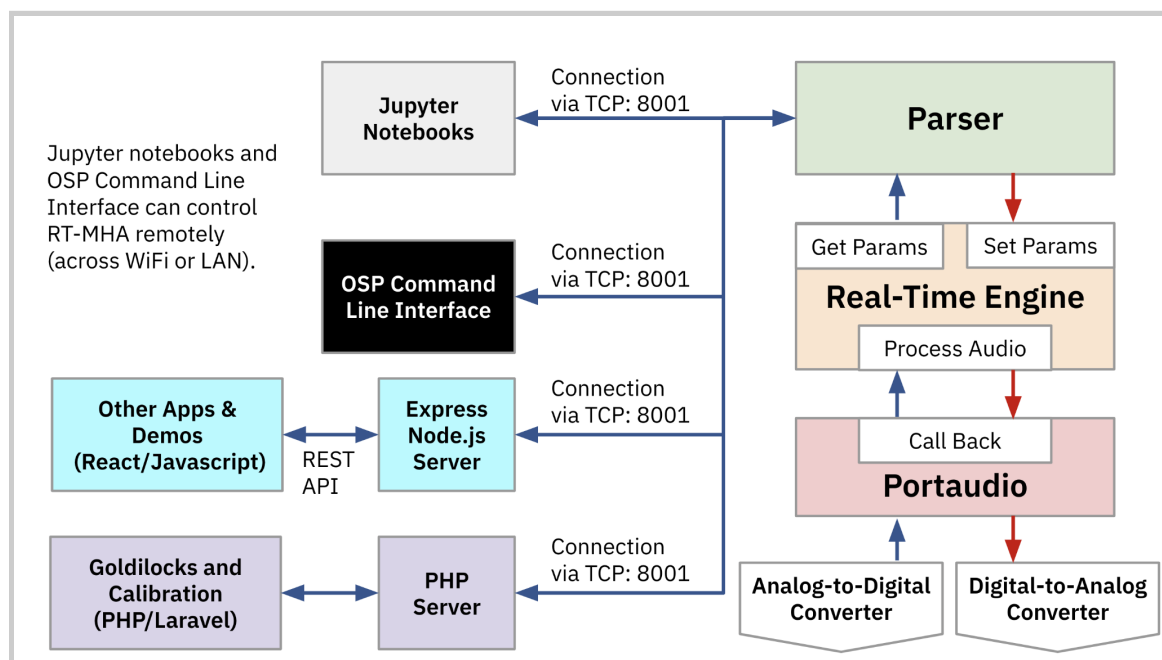 Jupyter
Notebooks
Connection
via TCP: 8001
Parser
Jupyter notebooks and
OSP Command Line
Interface can control
RT-MHA remotely
(across WiFi or LAN).
Get Params
Set Params
Real-Time Engine
Process Audio
OSP Command
Line Interface
Connection
via TCP: 8001
Other Apps &
Demos
(React/Javascript)
REST
API
Express
Node.js
Server
Connection
via TCP: 8001
Call Back
Portaudio
Goldilocks and
Calibration
(PHP/Laravel)
PHP
Server
Connection
via TCP: 8001
Analog-to-Digital
Converter
Digital-to-Analog
Converter